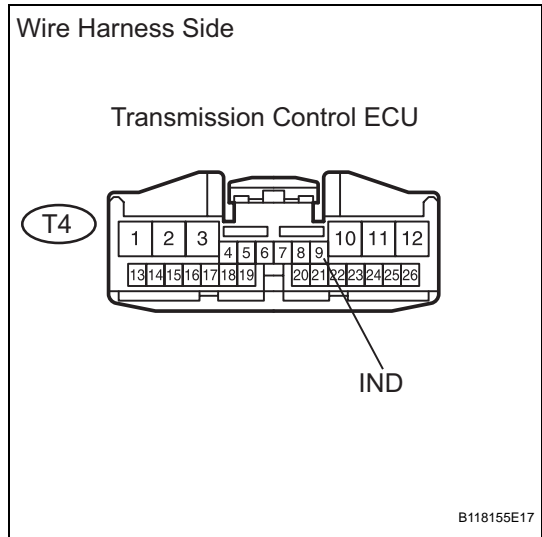 Wire Harness Side
Transmission Control ECU
T4
1 2 3 10 11 12
4 5 6 7 8 9
13 14 15 16 17 18 19 20 21 22 23 24 25 26
IND
B118155E17